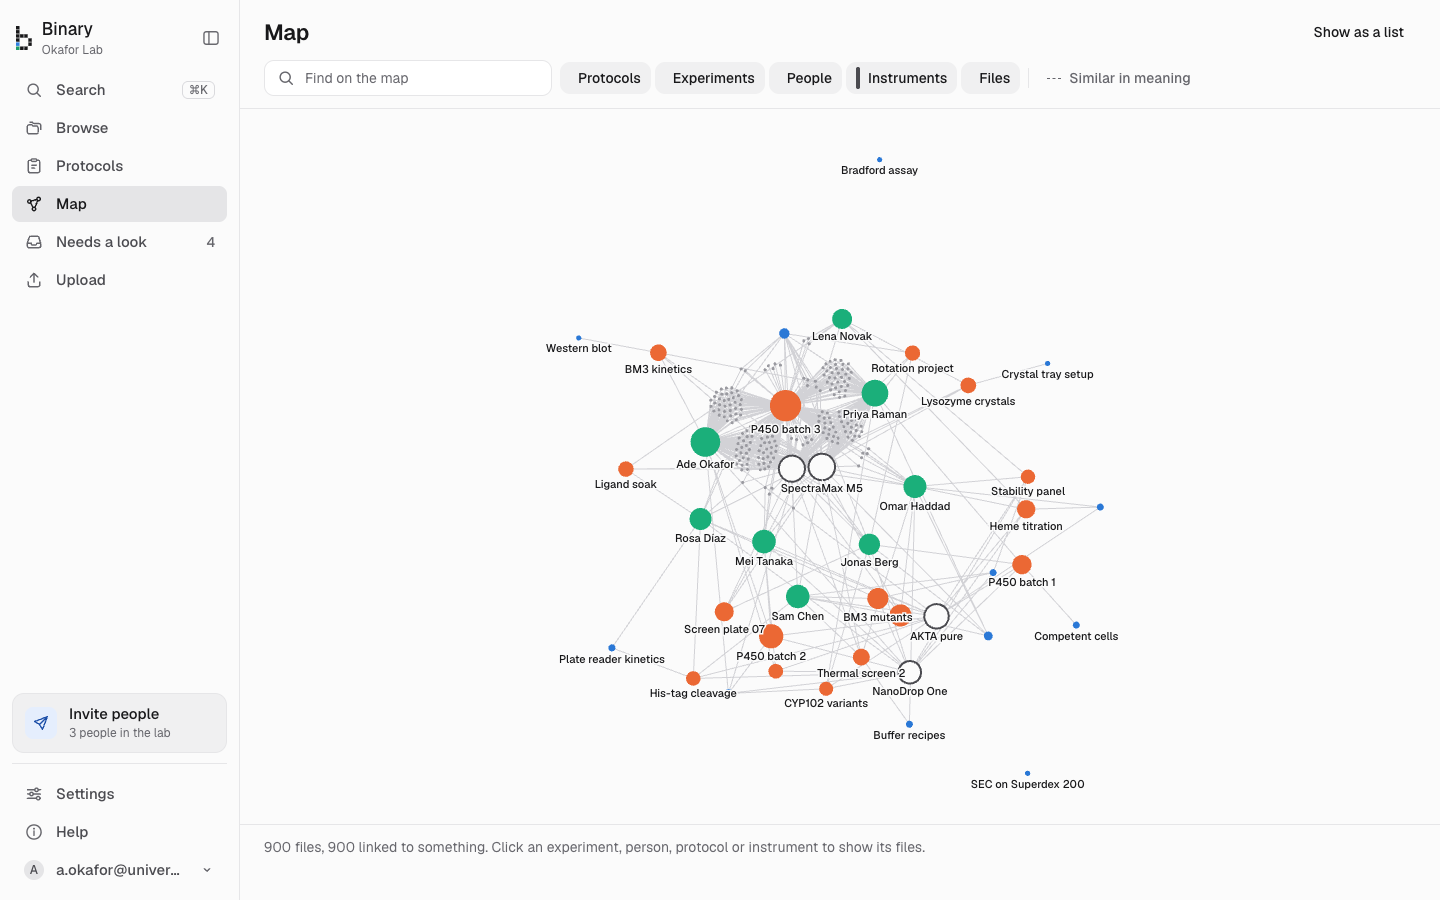 Binary
Okafor Lab
Search ⌘K
Browse
Protocols
Map
Needs a look 4
Upload
Invite people
3 people in the lab
Settings
Help
A a.okafor@univer...
Map
Show as a list
Find on the map
Protocols Experiments People Instruments Files Similar in meaning
Bradford assay
Lena Novak
Western blot
BM3 kinetics
Rotation project
Crystal tray setup
Lysozyme crystals
Priya Raman
P450 batch 3
Ade Okafor
Ligand soak
SpectraMax M5
Stability panel
Omar Haddad
Heme titration
Rosa Díaz
Mei Tanaka
Jonas Berg
P450 batch 1
Sam Chen
BM3 mutants
Screen plate 07
AKTA pure
Competent cells
P450 batch 2
Plate reader kinetics
Thermal screen 2
His-tag cleavage
NanoDrop One
CYP102 variants
Buffer recipes
SEC on Superdex 200
900 files, 900 linked to something. Click an experiment, person, protocol or instrument to show its files.